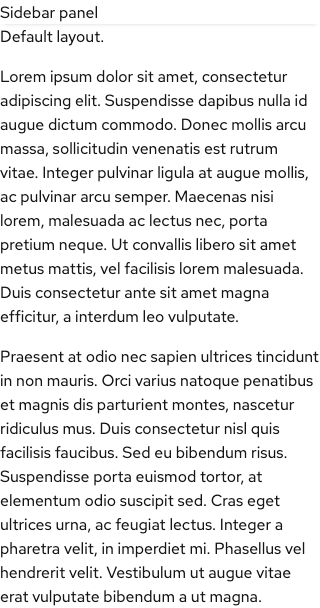 Sidebar panel
Default layout.
Lorem ipsum dolor sit amet, consectetur
adipiscing elit. Suspendisse dapibus nulla id
augue dictum commodo. Donec mollis arcu
massa, sollicitudin venenatis est rutrum
vitae. Integer pulvinar ligula at augue mollis,
ac pulvinar arcu semper. Maecenas nisi
lorem, malesuada ac lectus nec, porta
pretium neque. Ut convallis libero sit amet
metus mattis, vel facilisis lorem malesuada.
Duis consectetur ante sit amet magna
efficitur, a interdum leo vulputate.
Praesent at odio nec sapien ultrices tincidunt
in non mauris. Orci varius natoque penatibus
et magnis dis parturient montes, nascetur
ridiculus mus. Duis consectetur nisl quis
facilisis faucibus. Sed eu bibendum risus.
Suspendisse porta euismod tortor, at
elementum odio suscipit sed. Cras eget
ultrices urna, ac feugiat lectus. Integer a
pharetra velit, in imperdiet mi. Phasellus vel
hendrerit velit. Vestibulum ut augue vitae
erat vulputate bibendum a ut magna.